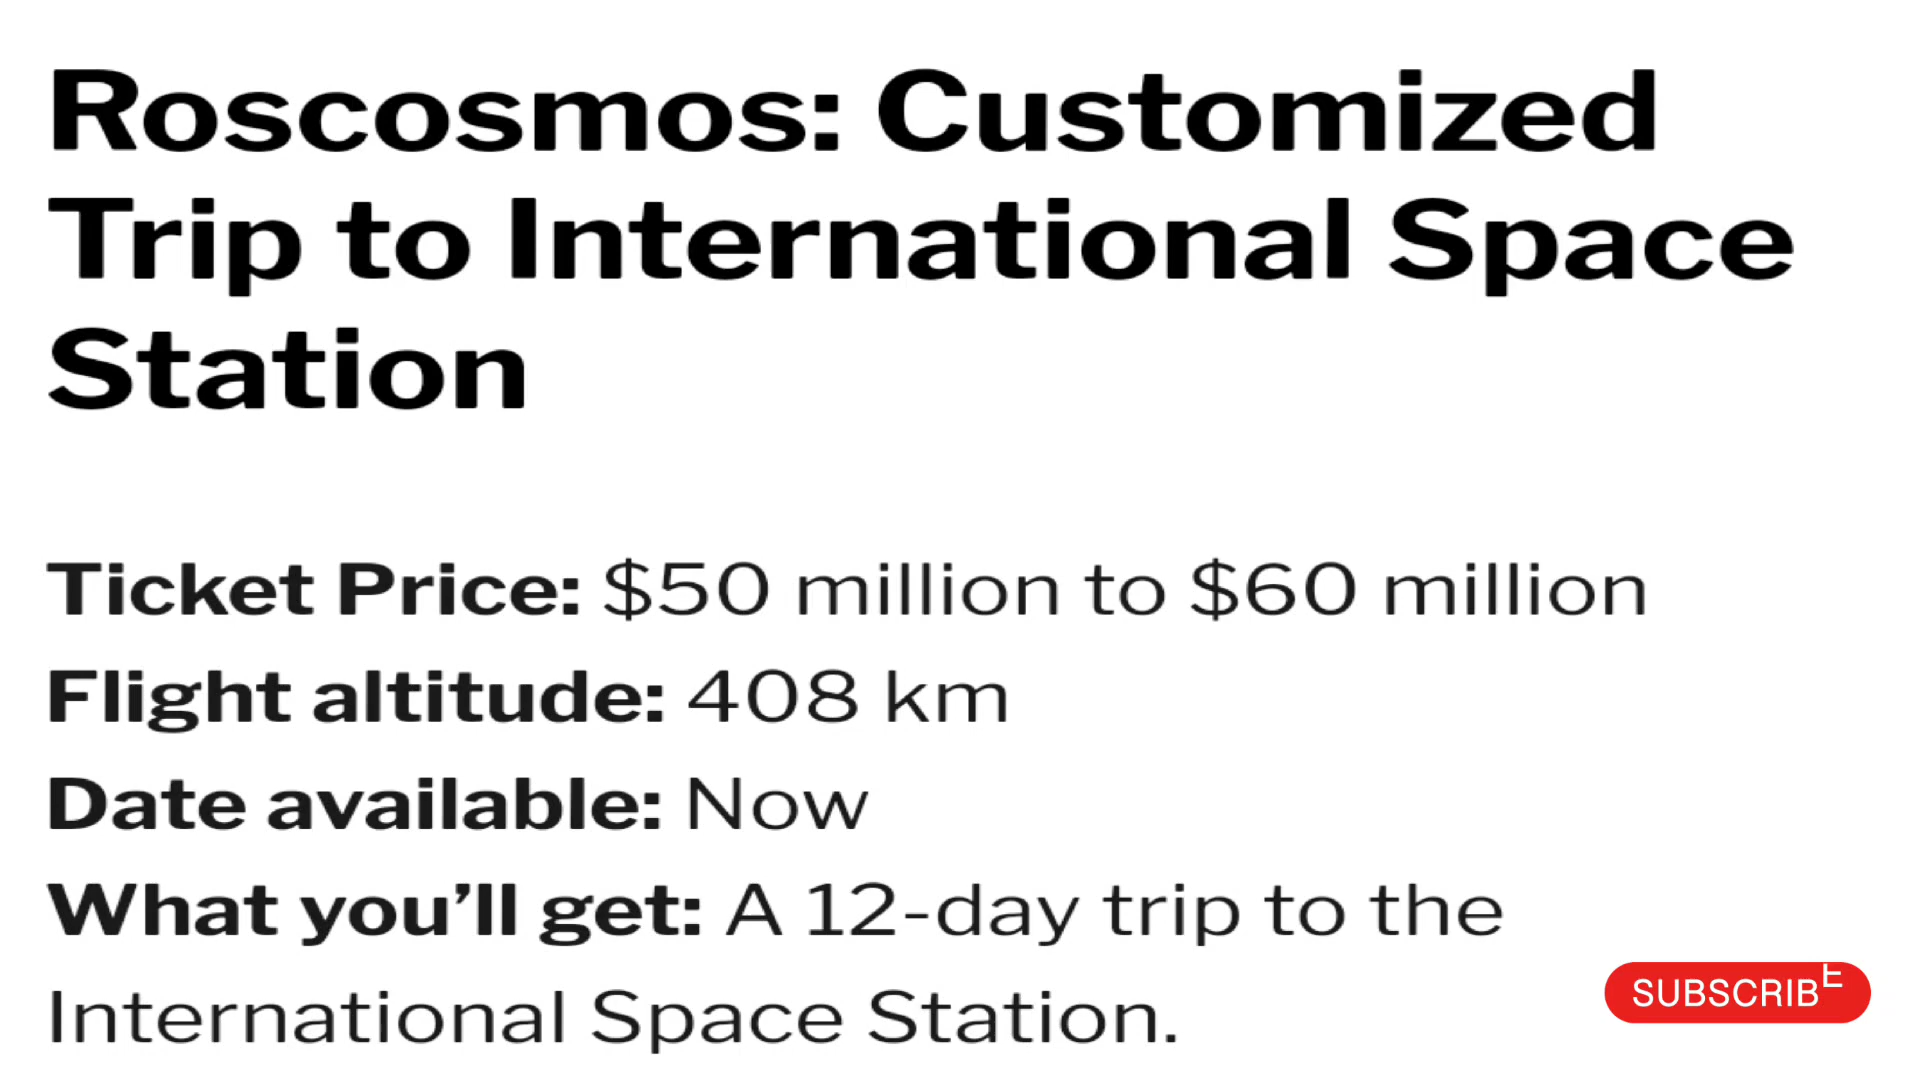 Roscosmos: Customized
Trip to International Space
Station
Ticket Price: $50 million to $60 million
Flight altitude: 408 km
Date available: Now
What you’ll get: A 12-day trip to the
International Space Station.
SUBSCRIBE